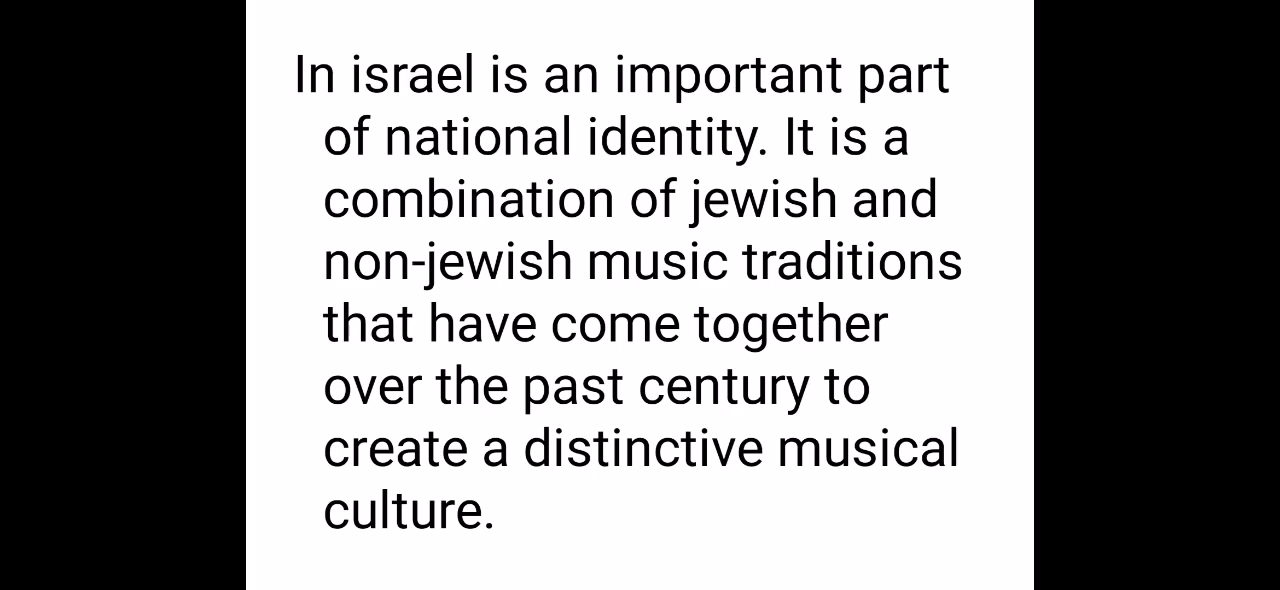 In israel is an important part
of national identity. It is a
combination of jewish and
non-jewish music traditions
that have come together
over the past century to
create a distinctive musical
culture.